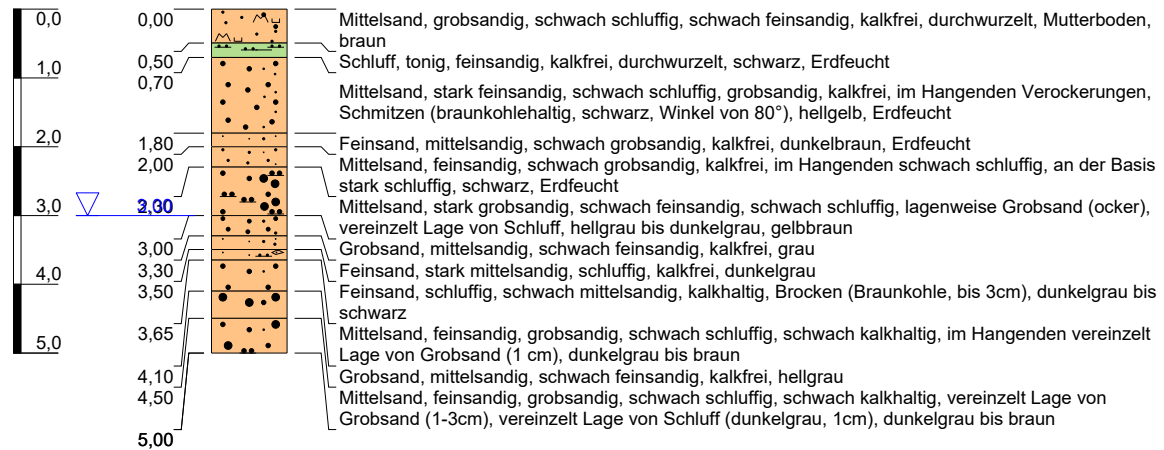 0,0
1,0
2,0
3,0
4,0
5,0
0,00
0,50
0,70
1,80
2,00
2,30
3,00
3,00
3,30
3,50
3,65
4,10
4,50
5,00
Mittelsand, grobsandig, schwach schluffig, schwach feinsandig, kalkfrei, durchwurzelt, Mutterboden,
braun
Schluff, tonig, feinsandig, kalkfrei, durchwurzelt, schwarz, Erdfeucht
Mittelsand, stark feinsandig, schwach schluffig, grobsandig, kalkfrei, im Hangenden Verockerungen,
Schmitzen (braunkohlehaltig, schwarz, Winkel von 80°), hellgelb, Erdfeucht
Feinsand, mittelsandig, schwach grobsandig, kalkfrei, dunkelbraun, Erdfeucht
Mittelsand, feinsandig, schwach grobsandig, kalkfrei, im Hangenden schwach schluffig, an der Basis
stark schluffig, schwarz, Erdfeucht
Mittelsand, stark grobsandig, schwach feinsandig, schwach schluffig, lagenweise Grobsand (ocker),
vereinzelt Lage von Schluff, hellgrau bis dunkelgrau, gelbbraun
Grobsand, mittelsandig, schwach feinsandig, kalkfrei, grau
Feinsand, stark mittelsandig, schluffig, kalkfrei, dunkelgrau
Feinsand, schluffig, schwach mittelsandig, kalkhaltig, Brocken (Braunkohle, bis 3cm), dunkelgrau bis
schwarz
Mittelsand, feinsandig, grobsandig, schwach schluffig, schwach kalkhaltig, im Hangenden vereinzelt
Lage von Grobsand (1 cm), dunkelgrau bis braun
Grobsand, mittelsandig, schwach feinsandig, kalkfrei, hellgrau
Mittelsand, feinsandig, grobsandig, schwach schluffig, schwach kalkhaltig, vereinzelt Lage von
Grobsand (1-3cm), vereinzelt Lage von Schluff (dunkelgrau, 1cm), dunkelgrau bis braun